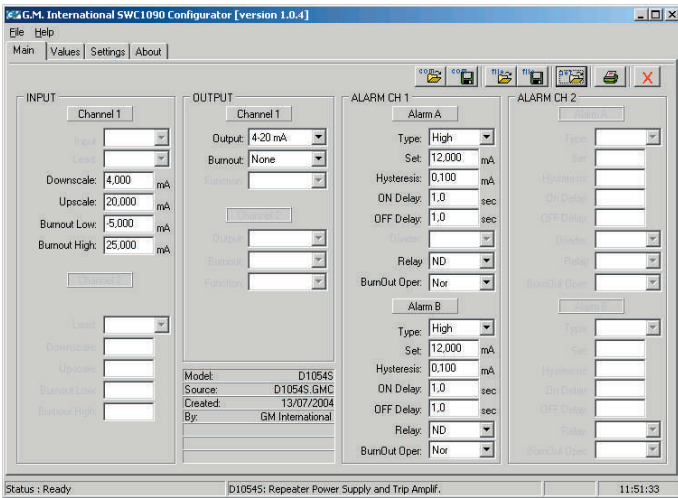 G.M. International SWC1090 Configurator [version 1.0.4]
File Help
Main Values Settings About
INPUT
Channel 1
Input
Lead:
Downscale: 4,000 mA
Upscale: 20,000 mA
Burnout Low: -5,000 mA
Burnout High: 25,000 mA
Channel 2
Lead:
Downscale:
Upscale:
Burnout Low:
Burnout High:
OUTPUT
Channel 1
Output: 4-20 mA
Burnout: None
Function:
Channel 2
Output:
Burnout:
Function:
Model: D1054S
Source: D1054S.GMC
Created: 13/07/2004
By: GM International
ALARM CH 1
Alarm A
Type: High
Set: 12,000 mA
Hysteresis: 0,100 mA
ON Delay: 1,0 sec
OFF Delay: 1,0 sec
Divider:
Relay ND
BurnOut Oper: Nor
Alarm B
Type: High
Set: 12,000 mA
Hysteresis: 0,100 mA
ON Delay: 1,0 sec
OFF Delay: 1,0 sec
Relay: ND
BurnOut Oper: Nor
ALARM CH 2
Alarm A
Type:
Set:
Hysteresis:
ON Delay:
OFF Delay:
Divider:
Relay:
BurnOut Oper:
Alarm B
Type:
Set:
Hysteresis:
On Delay:
OFF Delay:
Relay:
BurnOut Oper:
Status : Ready
D1054S: Repeater Power Supply and Trip Amplif.
11:51:33